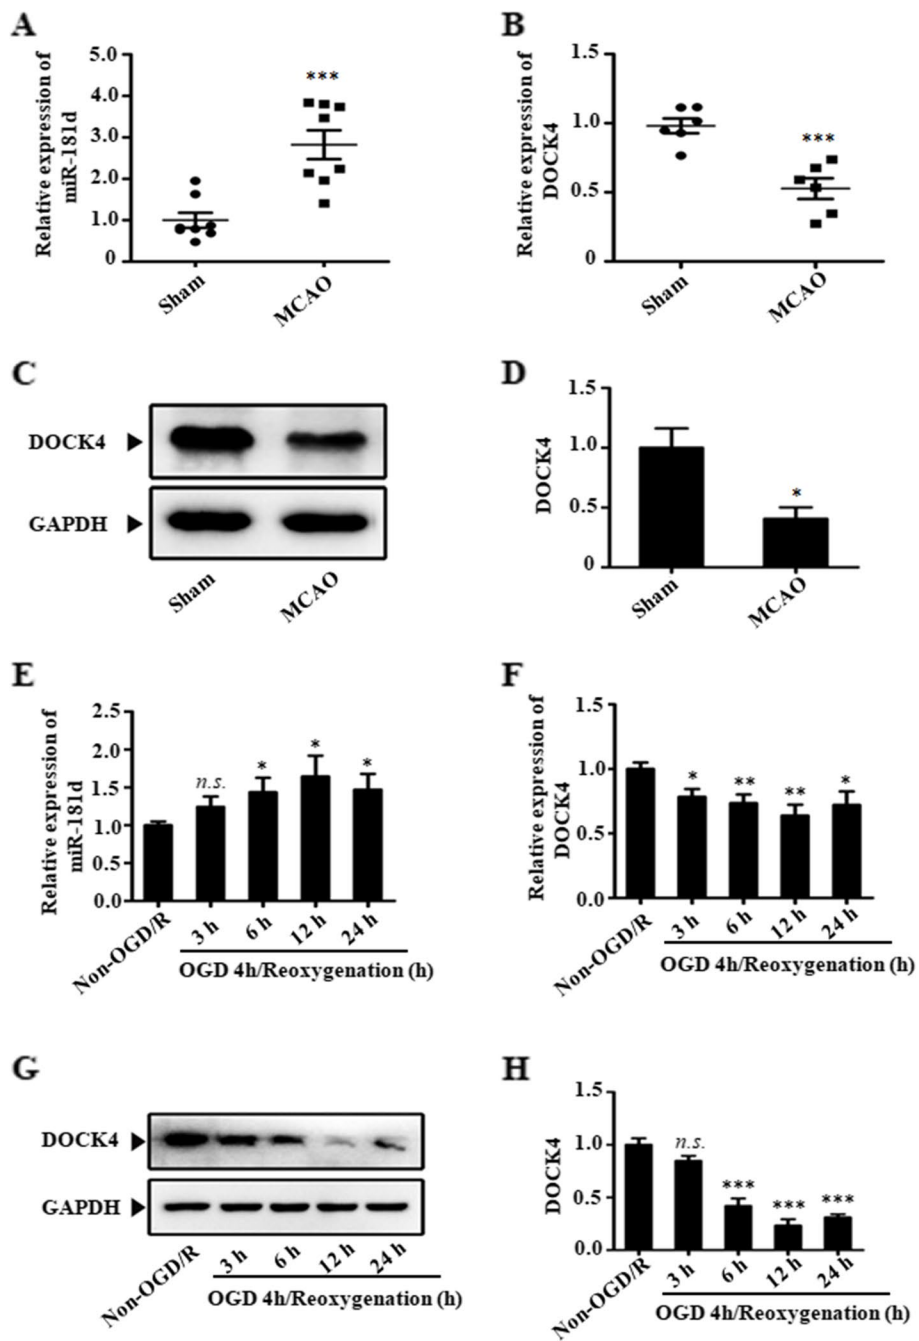 A
Relative expression of
miR-181d
5.0
4.0
3.0
2.0
1.0
0
***
Sham
MCAO
B
Relative expression of
DOCK4
1.5
1.0
0.5
0
***
Sham
MCAO
C
DOCK4
GAPDH
Sham
MCAO
D
DOCK4
1.5
1.0
0.5
0
*
Sham
MCAO
E
Relative expression of
miR-181d
2.5
2.0
1.5
1.0
0.5
0.0
n.s.
*
*
*
Non-OGD/R
3 h
6 h
12 h
24 h
OGD 4h/Reoxygenation (h)
F
Relative expression of
DOCK4
1.5
1.0
0.5
0.0
*
**
**
*
Non-OGD/R
3 h
6 h
12 h
24 h
OGD 4h/Reoxygenation (h)
G
DOCK4
GAPDH
Non-OGD/R
3 h
6 h
12 h
24 h
OGD 4h/Reoxygenation (h)
H
DOCK4
1.5
1.0
0.5
0.0
n.s.
***
***
***
Non-OGD/R
3 h
6 h
12 h
24 h
OGD 4h/Reoxygenation (h)